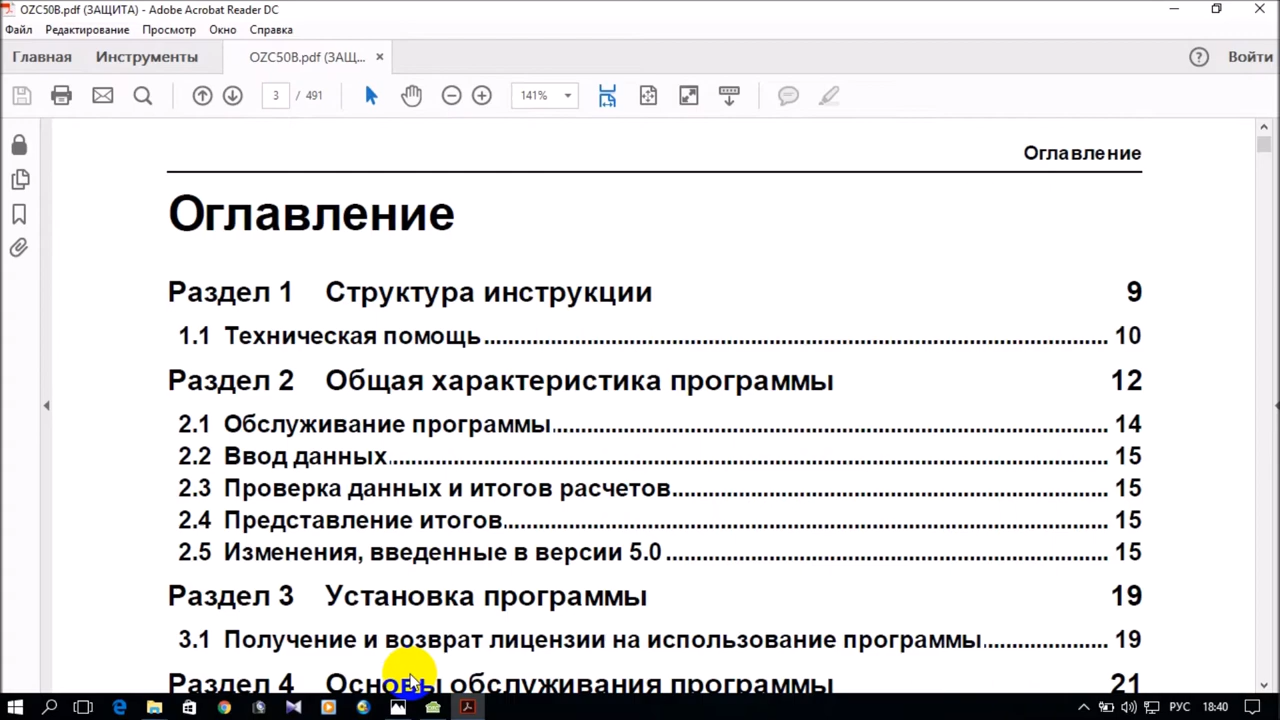 OZC50B.pdf (ЗАЩИТА) - Adobe Acrobat Reader DC
Файл Редактирование Просмотр Окно Справка
Главная Инструменты OZC50B.pdf (ЗАЩ... Войти
3 / 491 141%
Оглавление
Оглавление
Раздел 1 Структура инструкции 9
1.1 Техническая помощь 10
Раздел 2 Общая характеристика программы 12
2.1 Обслуживание программы 14
2.2 Ввод данных 15
2.3 Проверка данных и итогов расчетов 15
2.4 Представление итогов 15
2.5 Изменения, введенные в версии 5.0 15
Раздел 3 Установка программы 19
3.1 Получение и возврат лицензии на использование программы 19
Раздел 4 Основы обслуживания программы 21
РУС 18:40